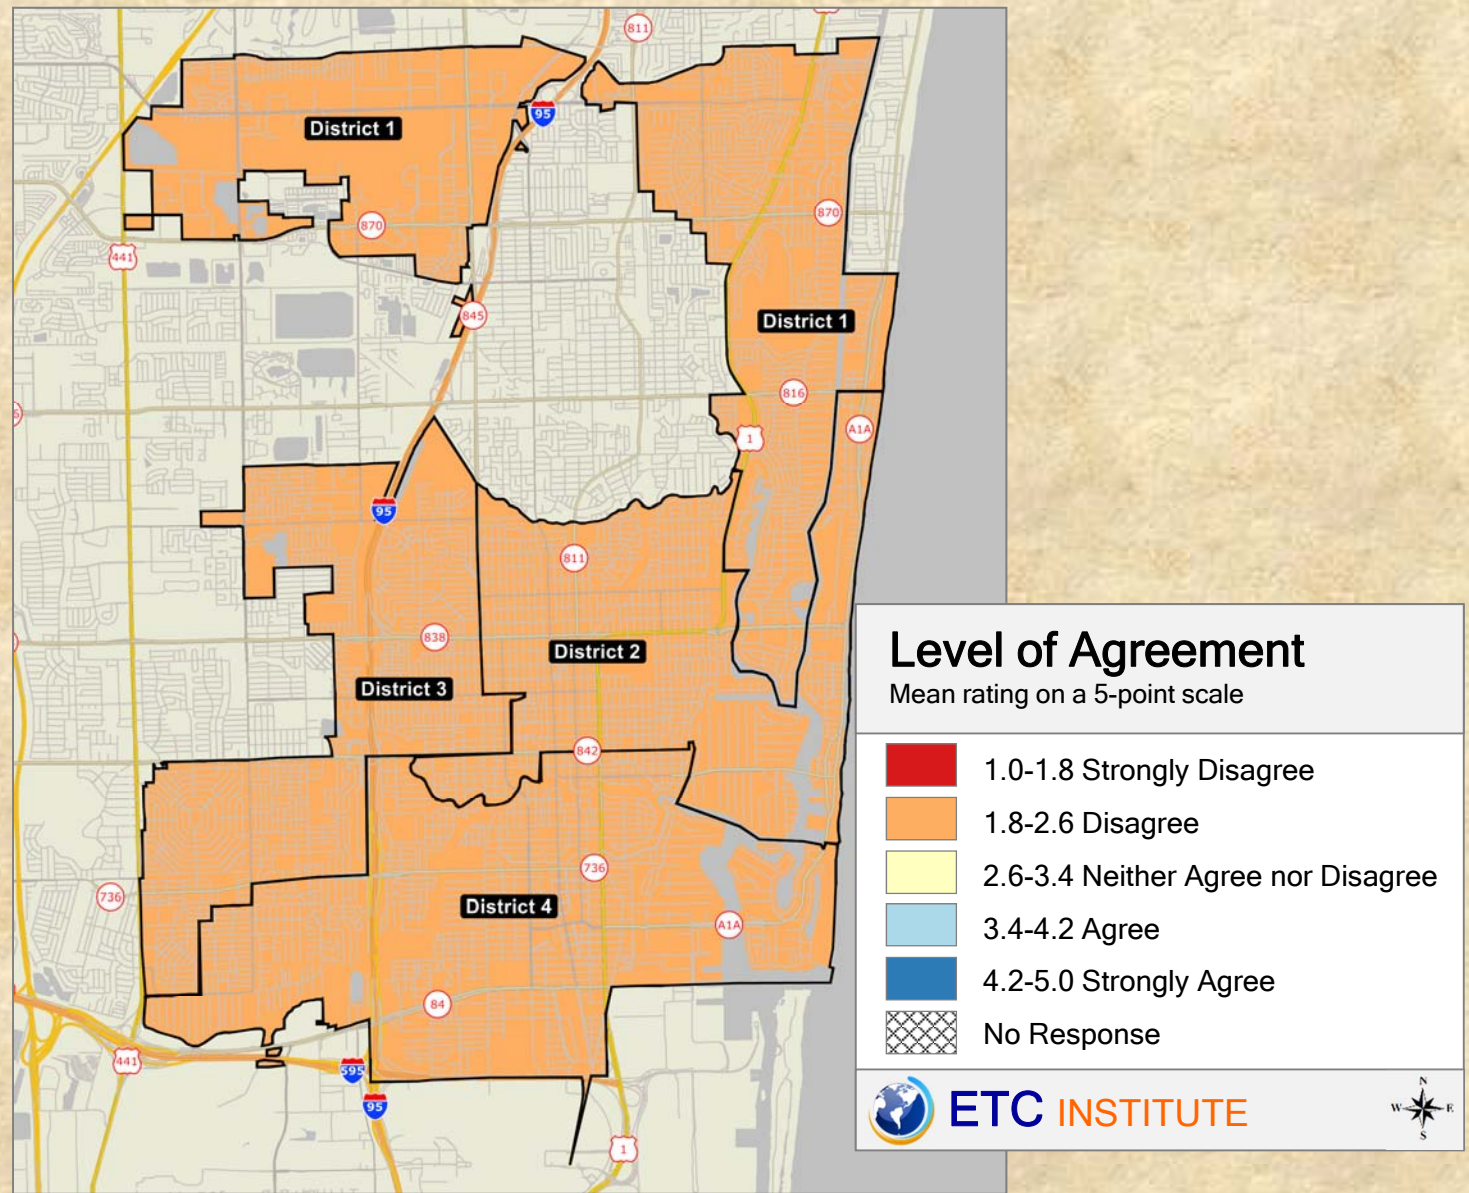 811
95
District 1
870
870
441
845
District 1
816
A1A
1
95
811
838
District 2
District 3
842
736
736
District 4
A1A
84
441
595
95
1
Level of Agreement
Mean rating on a 5-point scale
1.0-1.8 Strongly Disagree
1.8-2.6 Disagree
2.6-3.4 Neither Agree nor Disagree
3.4-4.2 Agree
4.2-5.0 Strongly Agree
No Response
ETC INSTITUTE
N
W E
S